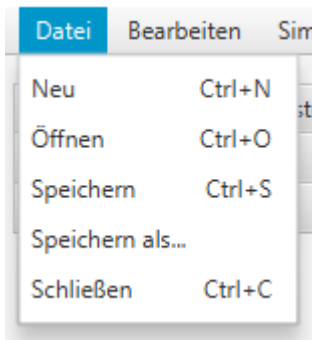 Datei Bearbeiten Sim
Neu Ctrl+N
Öffnen Ctrl+O
Speichern Ctrl+S
Speichern als...
Schließen Ctrl+C